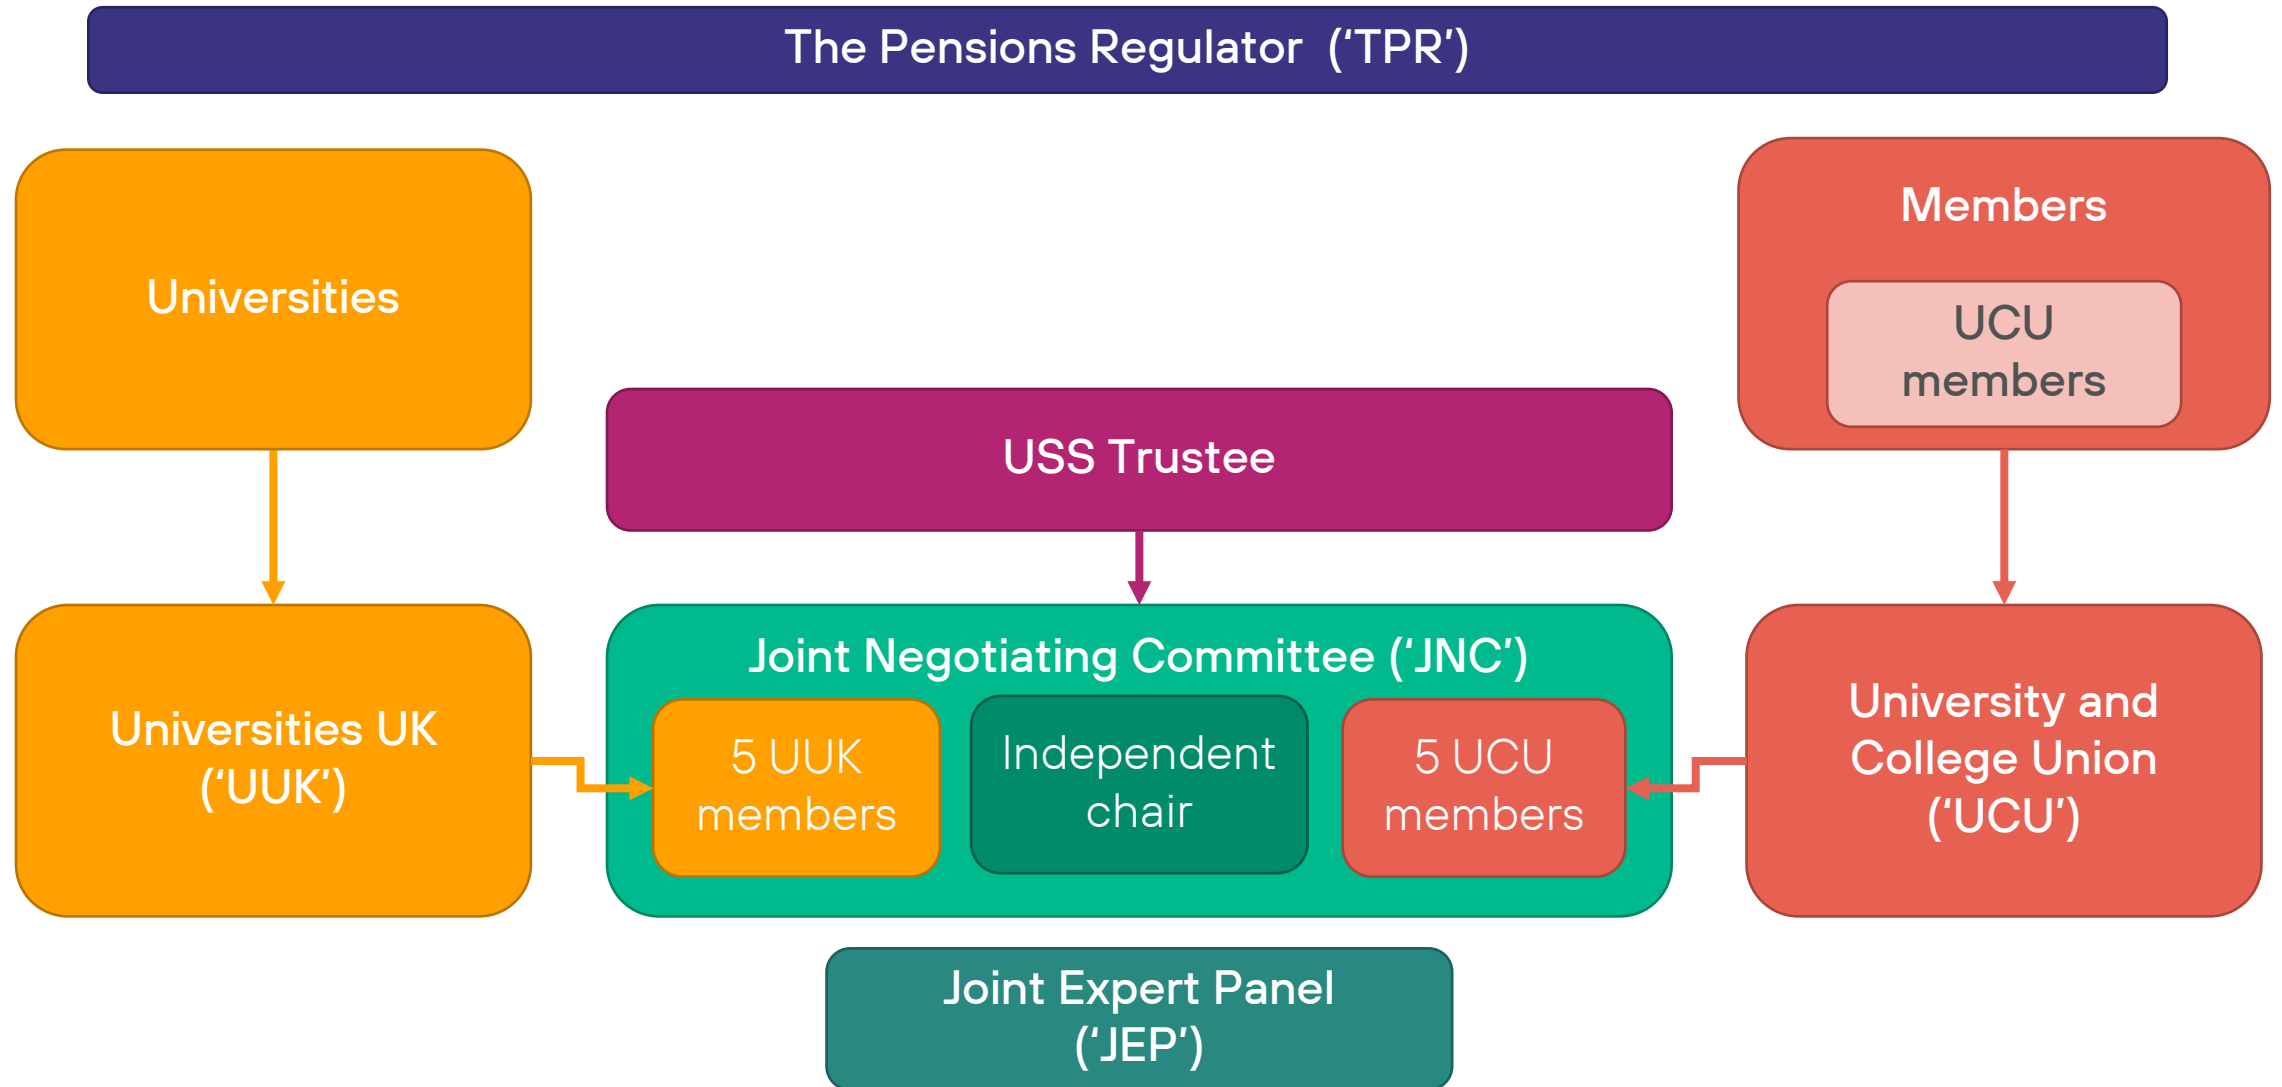 The Pensions Regulator  (‘TPR’)
Universities
Members
UCU
members
USS Trustee
Universities UK
(‘UUK’)
Joint Negotiating Committee (‘JNC’)
5 UUK
members
Independent
chair
5 UCU
members
University and
College Union
(‘UCU’)
Joint Expert Panel
(‘JEP’)